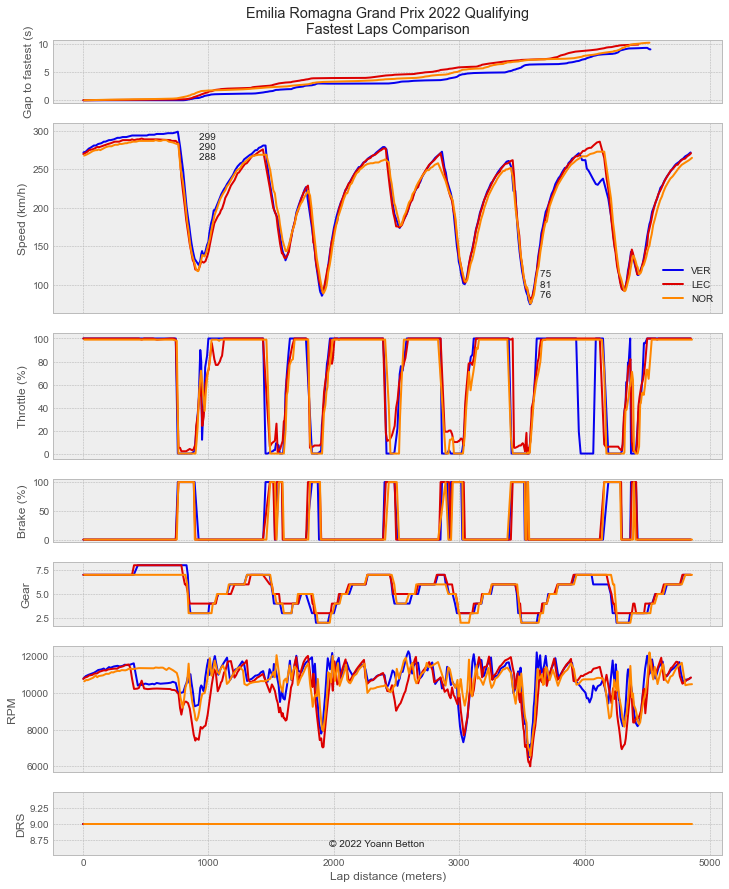 Emilia Romagna Grand Prix 2022 Qualifying
Fastest Laps Comparison
Gap to fastest (s)
10
5
0
Speed (km/h)
300
250
200
150
100
299
290
288
75
81
76
VER
LEC
NOR
Throttle (%)
100
80
60
40
20
0
Brake (%)
100
50
0
Gear
7.5
5.0
2.5
RPM
12000
10000
8000
6000
DRS
9.25
9.00
8.75
© 2022 Yoann Betton
0
1000
2000
3000
4000
5000
Lap distance (meters)